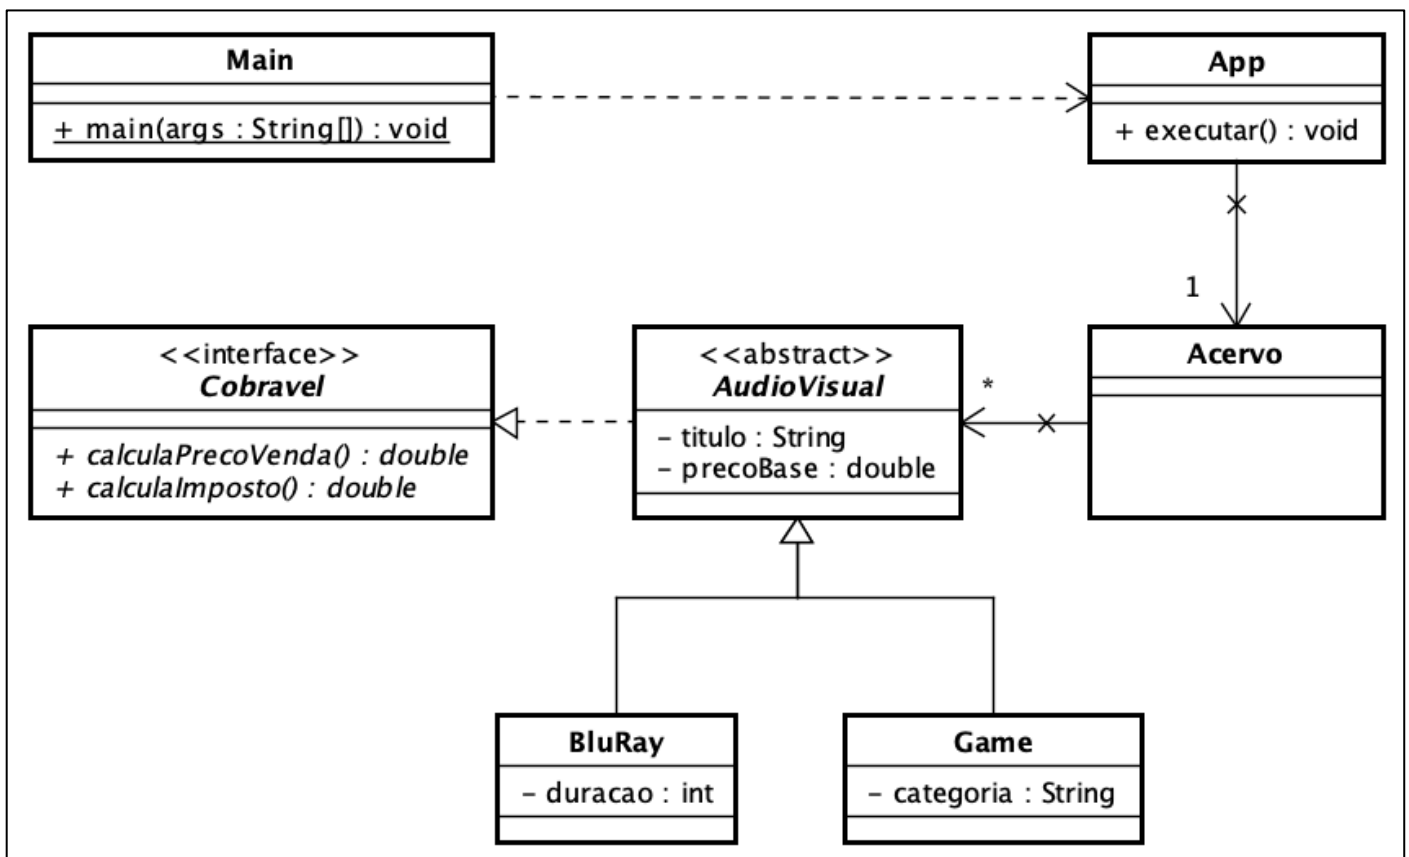 Main
+ main(args : String[]) : void
App
+ executar() : void
1
<<interface>>
Cobravel
+ calculaPrecoVenda() : double
+ calculaImposto() : double
<<abstract>>
AudioVisual
- titulo : String
- precoBase : double
*
Acervo
BluRay
- duracao : int
Game
- categoria : String